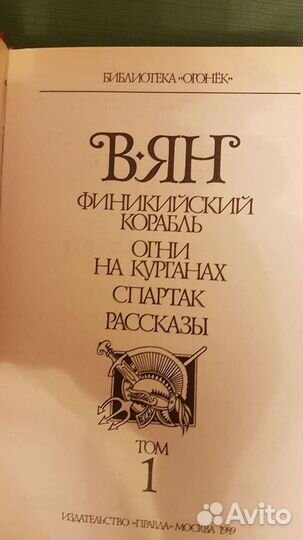 БИБЛИОТЕКА «ОГОНЁК»
В·ЯН
ФИНИКИЙСКИЙ
КОРАБЛЬ
ОГНИ
НА КУРГАНАХ
СПАРТАК
РАССКАЗЫ
ТОМ
1
ИЗДАТЕЛЬСТВО «ПРАВДА» МОСКВА 1989
Avito